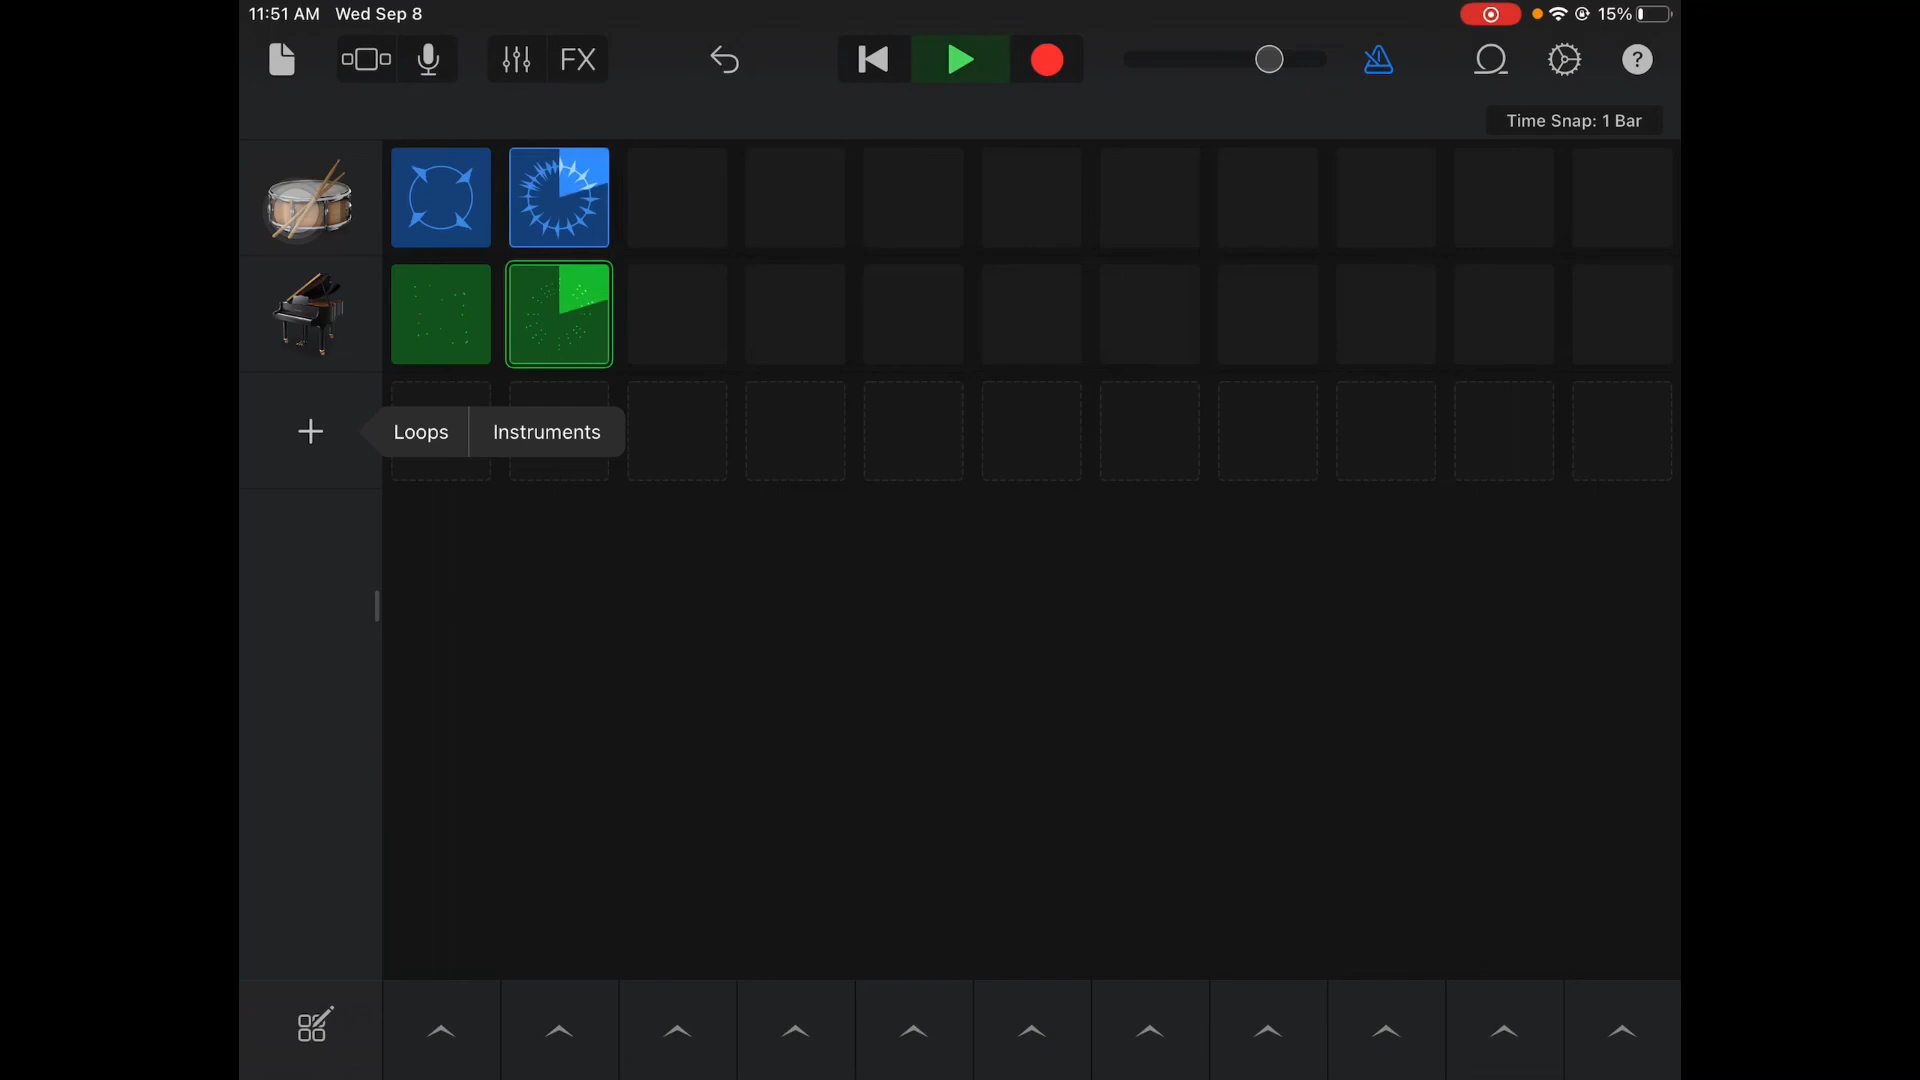 11:51 AM Wed Sep 8
15%
FX
?
Time Snap: 1 Bar
Loops
Instruments